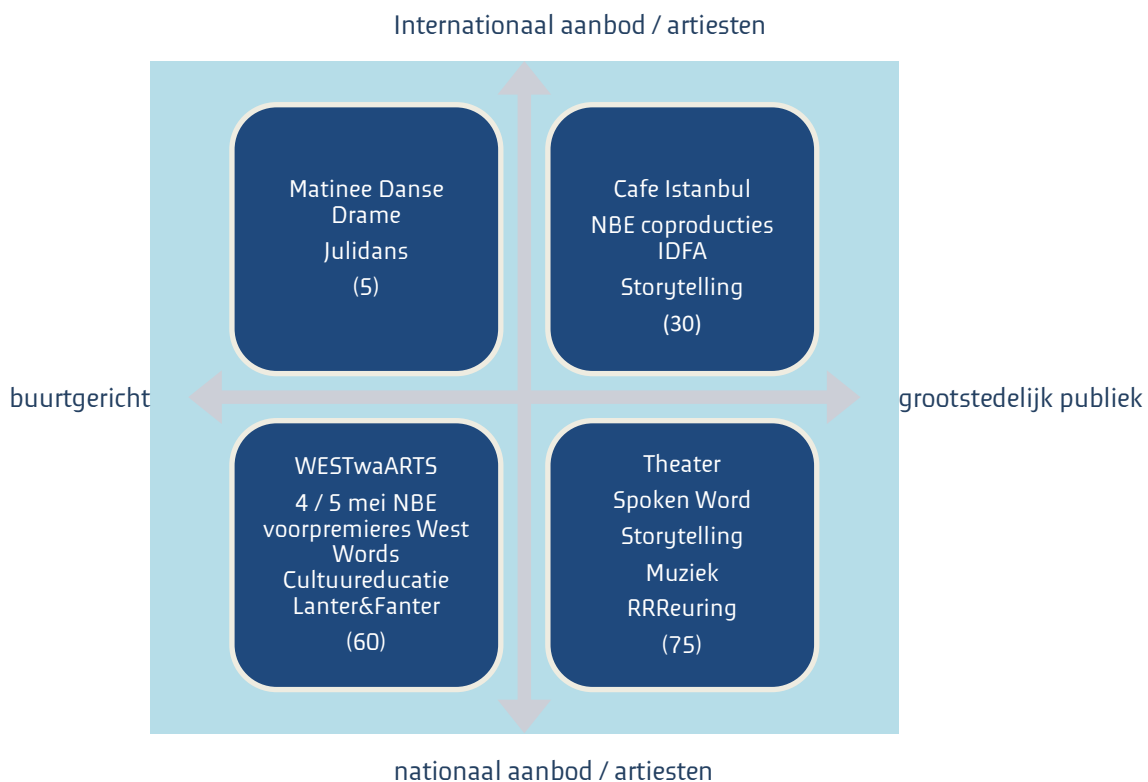 Internationaal aanbod / artiesten
Matinee Danse
Drame
Julidans
(5)
Cafe Istanbul
NBE coproducties
IDFA
Storytelling
(30)
buurtgericht
grootstedelijk publiek
WESTwaARTS
4 / 5 mei NBE
voorpremieres West
Words
Cultuureducatie
Lanter&Fanter
(60)
Theater
Spoken Word
Storytelling
Muziek
RRReuring
(75)
nationaal aanbod / artiesten